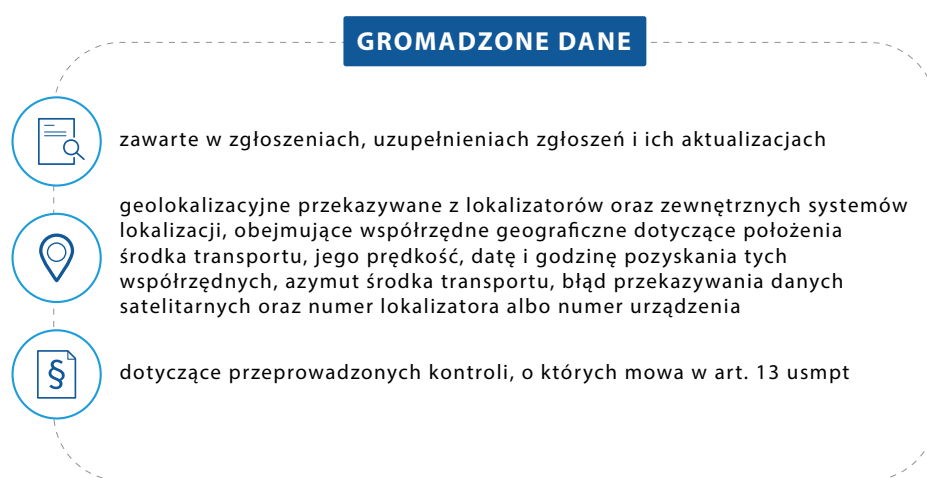 GROMADZONE DANE
zawarte w zgłoszeniach, uzupełnieniach zgłoszeń i ich aktualizacjach
geolokalizacyjne przekazywane z lokalizatorów oraz zewnętrznych systemów
lokalizacji, obejmujące współrzędne geograficzne dotyczące położenia
środka transportu, jego prędkość, datę i godzinę pozyskania tych
współrzędnych, azymut środka transportu, błąd przekazywania danych
satelitarnych oraz numer lokalizatora albo numer urządzenia
§
dotyczące przeprowadzonych kontroli, o których mowa w art. 13 usmpt